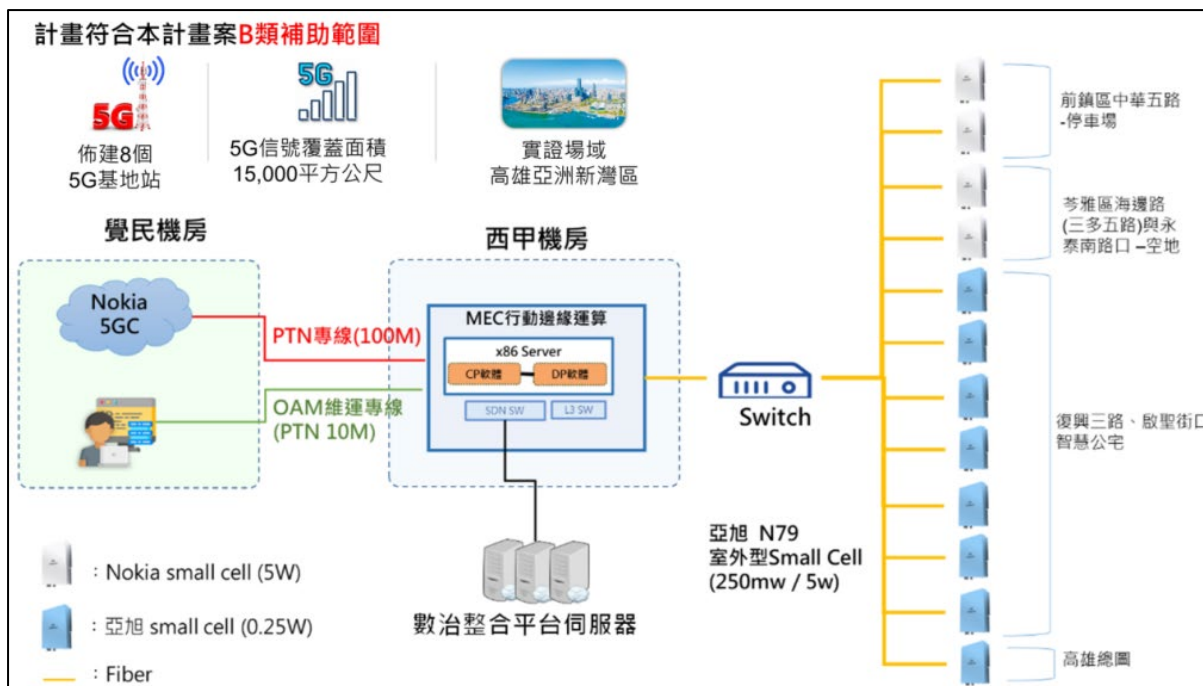 計畫符合本計畫案B類補助範圍
5G
佈建8個
5G基地站
5G
5G信號覆蓋面積
15,000平方公尺
實證場域
高雄亞洲新灣區
覺民機房
西甲機房
Nokia
5GC
PTN專線(100M)
OAM維運專線
(PTN 10M)
MEC行動邊緣運算
x86 Server
CP軟體
DP軟體
SDN SW
L3 SW
Switch
數治整合平台伺服器
亞旭 N79
室外型Small Cell
(250mw / 5w)
前鎮區中華五路
-停車場
苓雅區海邊路
(三多五路)與永
泰南路口 –空地
復興三路、啟聖街口
智慧公宅
高雄總圖
：Nokia small cell (5W)
：亞旭 small cell (0.25W)
：Fiber